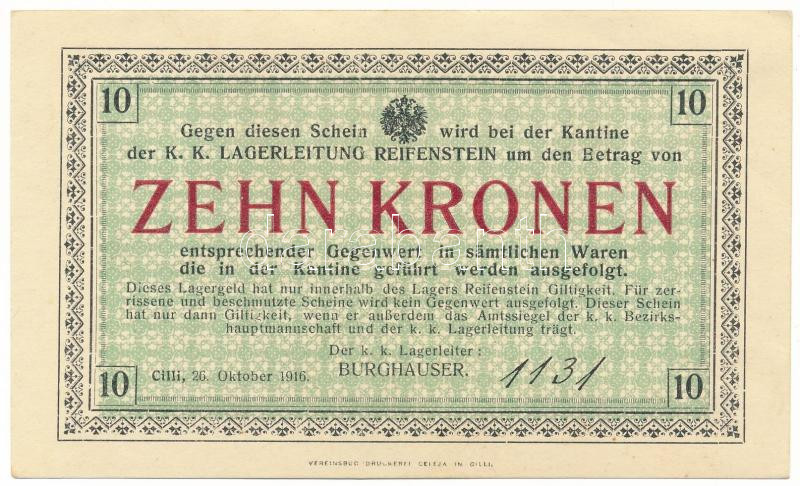 10 10
Gegen diesen Schein wird bei der Kantine
der K. K. LAGERLEITUNG REIFENSTEIN um den Betrag von
ZEHN KRONEN
entsprechender Gegenwert in sämtlichen Waren
die in der Kantine geführt werden ausgefolgt.
Dieses Lagergeld hat nur innerhalb des Lagers Reifenstein Giltigkeit. Für zer-
rissene und beschmutzte Scheine wird kein Gegenwert ausgefolgt. Dieser Schein
hat nur dann Giltigkeit, wenn er außerdem das Amtssiegel der k. k. Bezirks-
hauptmannschaft und der k. k. Lagerleitung trägt.
Der k. k. Lagerleiter:
Cilli, 26. Oktober 1916. BURGHAUSER. 1131
10 10
VEREINSBUCHDRUCKEREI CELEJA IN CILLI.